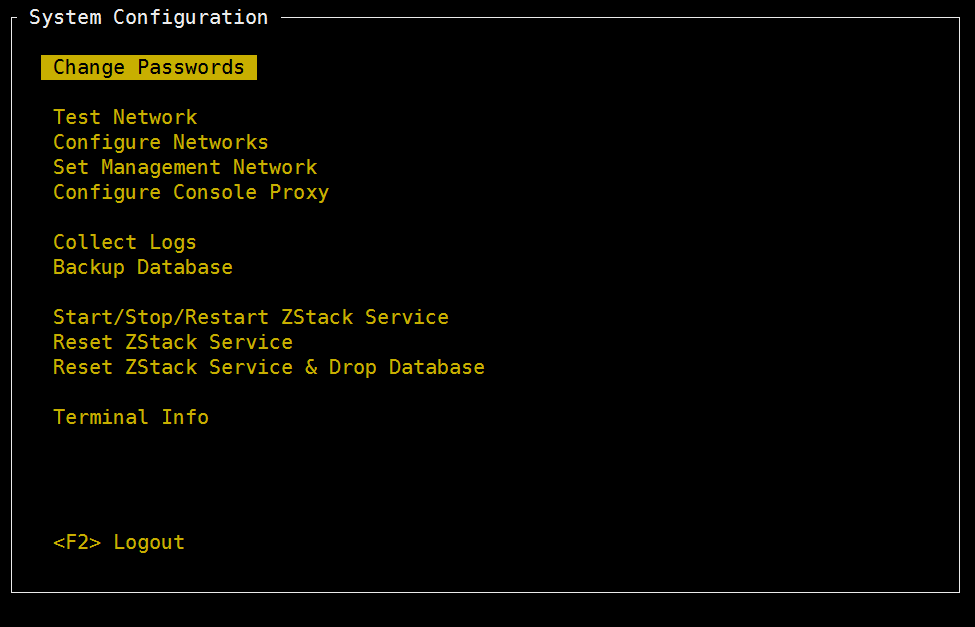 System Configuration
Change Passwords
Test Network
Configure Networks
Set Management Network
Configure Console Proxy
Collect Logs
Backup Database
Start/Stop/Restart ZStack Service
Reset ZStack Service
Reset ZStack Service & Drop Database
Terminal Info
<F2> Logout